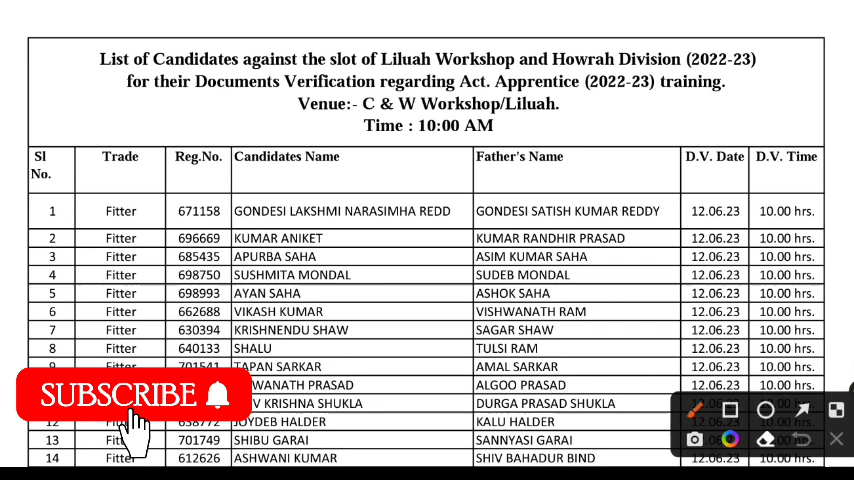 List of Candidates against the slot of Liluah Workshop and Howrah Division (2022-23)
for their Documents Verification regarding Act. Apprentice (2022-23) training.
Venue:- C & W Workshop/Liluah.
Time : 10:00 AM
Sl No. Trade Reg.No. Candidates Name Father's Name D.V. Date D.V. Time
1 Fitter 671158 GONDESI LAKSHMI NARASIMHA REDD GONDESI SATISH KUMAR REDDY 12.06.23 10.00 hrs.
2 Fitter 696669 KUMAR ANIKET KUMAR RANDHIR PRASAD 12.06.23 10.00 hrs.
3 Fitter 685435 APURBA SAHA ASIM KUMAR SAHA 12.06.23 10.00 hrs.
4 Fitter 698750 SUSHMITA MONDAL SUDEB MONDAL 12.06.23 10.00 hrs.
5 Fitter 698993 AYAN SAHA ASHOK SAHA 12.06.23 10.00 hrs.
6 Fitter 662688 VIKASH KUMAR VISHWANATH RAM 12.06.23 10.00 hrs.
7 Fitter 630394 KRISHNENDU SHAW SAGAR SHAW 12.06.23 10.00 hrs.
8 Fitter 640133 SHALU TULSI RAM 12.06.23 10.00 hrs.
9 Fitter 701541 TAPAN SARKAR AMAL SARKAR 12.06.23 10.00 hrs.
PRASAD ALGOO PRASAD 12.06.23 10.00 hrs.
KRISHNA SHUKLA DURGA PRASAD SHUKLA
12 Fitter 638772 JOYDEB HALDER KALU HALDER
13 Fitter 701749 SHIBU GARAI SANNYASI GARAI
14 Fitter 612626 ASHWANI KUMAR SHIV BAHADUR BIND 12.06.23 10.00 hrs.
SUBSCRIBE